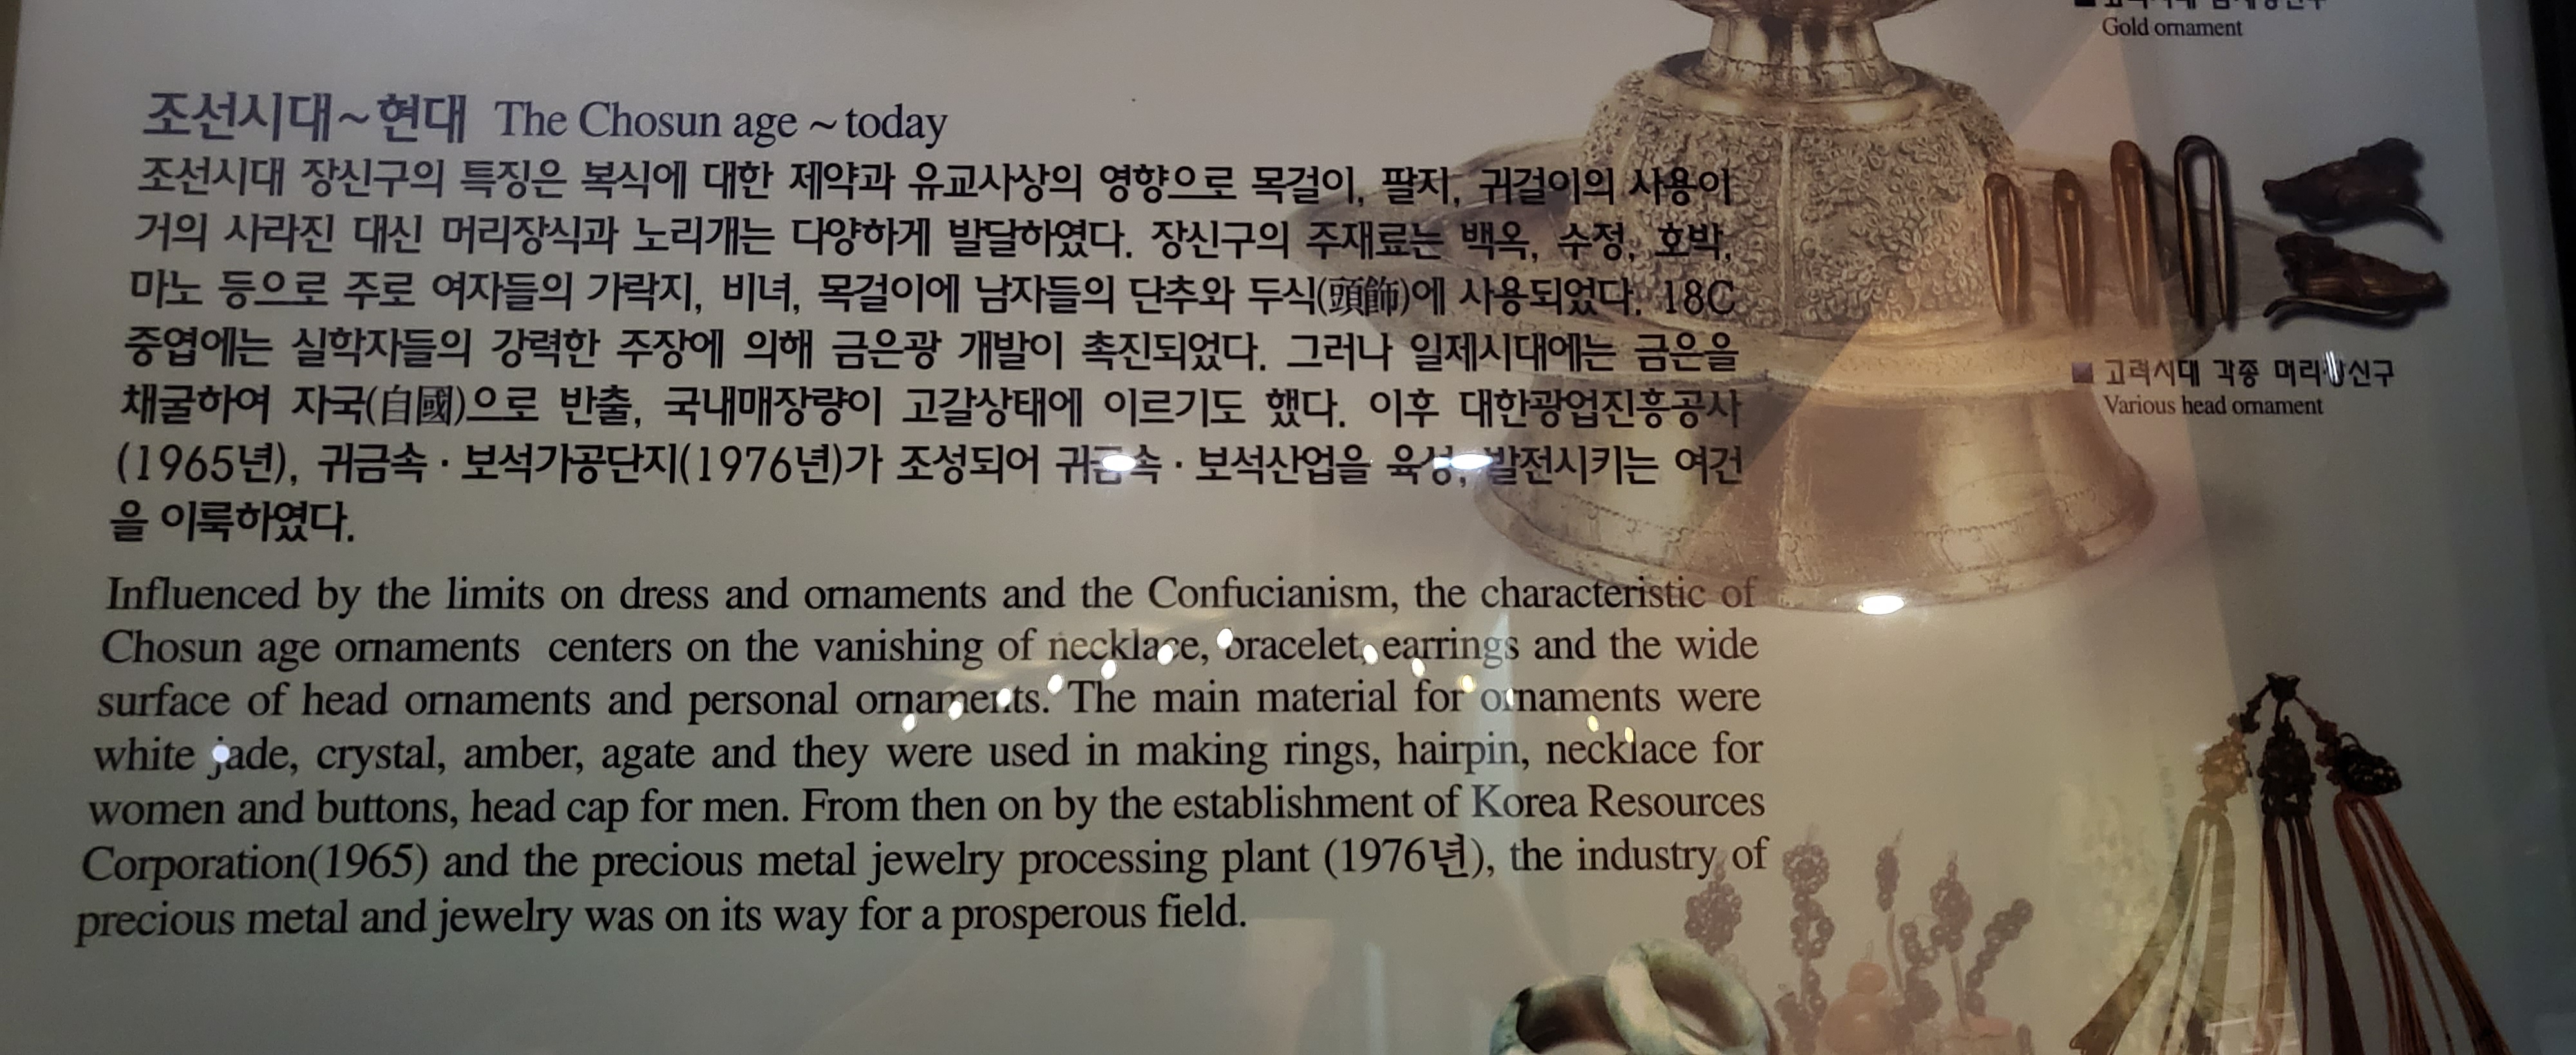 Gold ornament
조선시대~현대 The Chosun age ~ today
조선시대 장신구의 특징은 복식에 대한 제약과 유교사상의 영향으로 목걸이, 팔지, 귀걸이의 사용이
거의 사라진 대신 머리장식과 노리개는 다양하게 발달하였다. 장신구의 주재료는 백옥, 수정, 호박,
마노 등으로 주로 여자들의 가락지, 비녀, 목걸이에 남자들의 단추와 두식(頭飾)에 사용되었다. 18C
중엽에는 실학자들의 강력한 주장에 의해 금은광 개발이 촉진되었다. 그러나 일제시대에는 금은을
채굴하여 자국(自國)으로 반출, 국내매장량이 고갈상태에 이르기도 했다. 이후 대한광업진흥공사
(1965년), 귀금속 · 보석가공단지(1976년)가 조성되어 귀금속 · 보석산업을 육성, 발전시키는 여건
을 이룩하였다.
고려시대 각종 머리장신구
Various head ornament
Influenced by the limits on dress and ornaments and the Confucianism, the characteristic of
Chosun age ornaments centers on the vanishing of necklace, bracelet, earrings and the wide
surface of head ornaments and personal ornaments. The main material for ornaments were
white jade, crystal, amber, agate and they were used in making rings, hairpin, necklace for
women and buttons, head cap for men. From then on by the establishment of Korea Resources
Corporation(1965) and the precious metal jewelry processing plant (1976년), the industry of
precious metal and jewelry was on its way for a prosperous field.